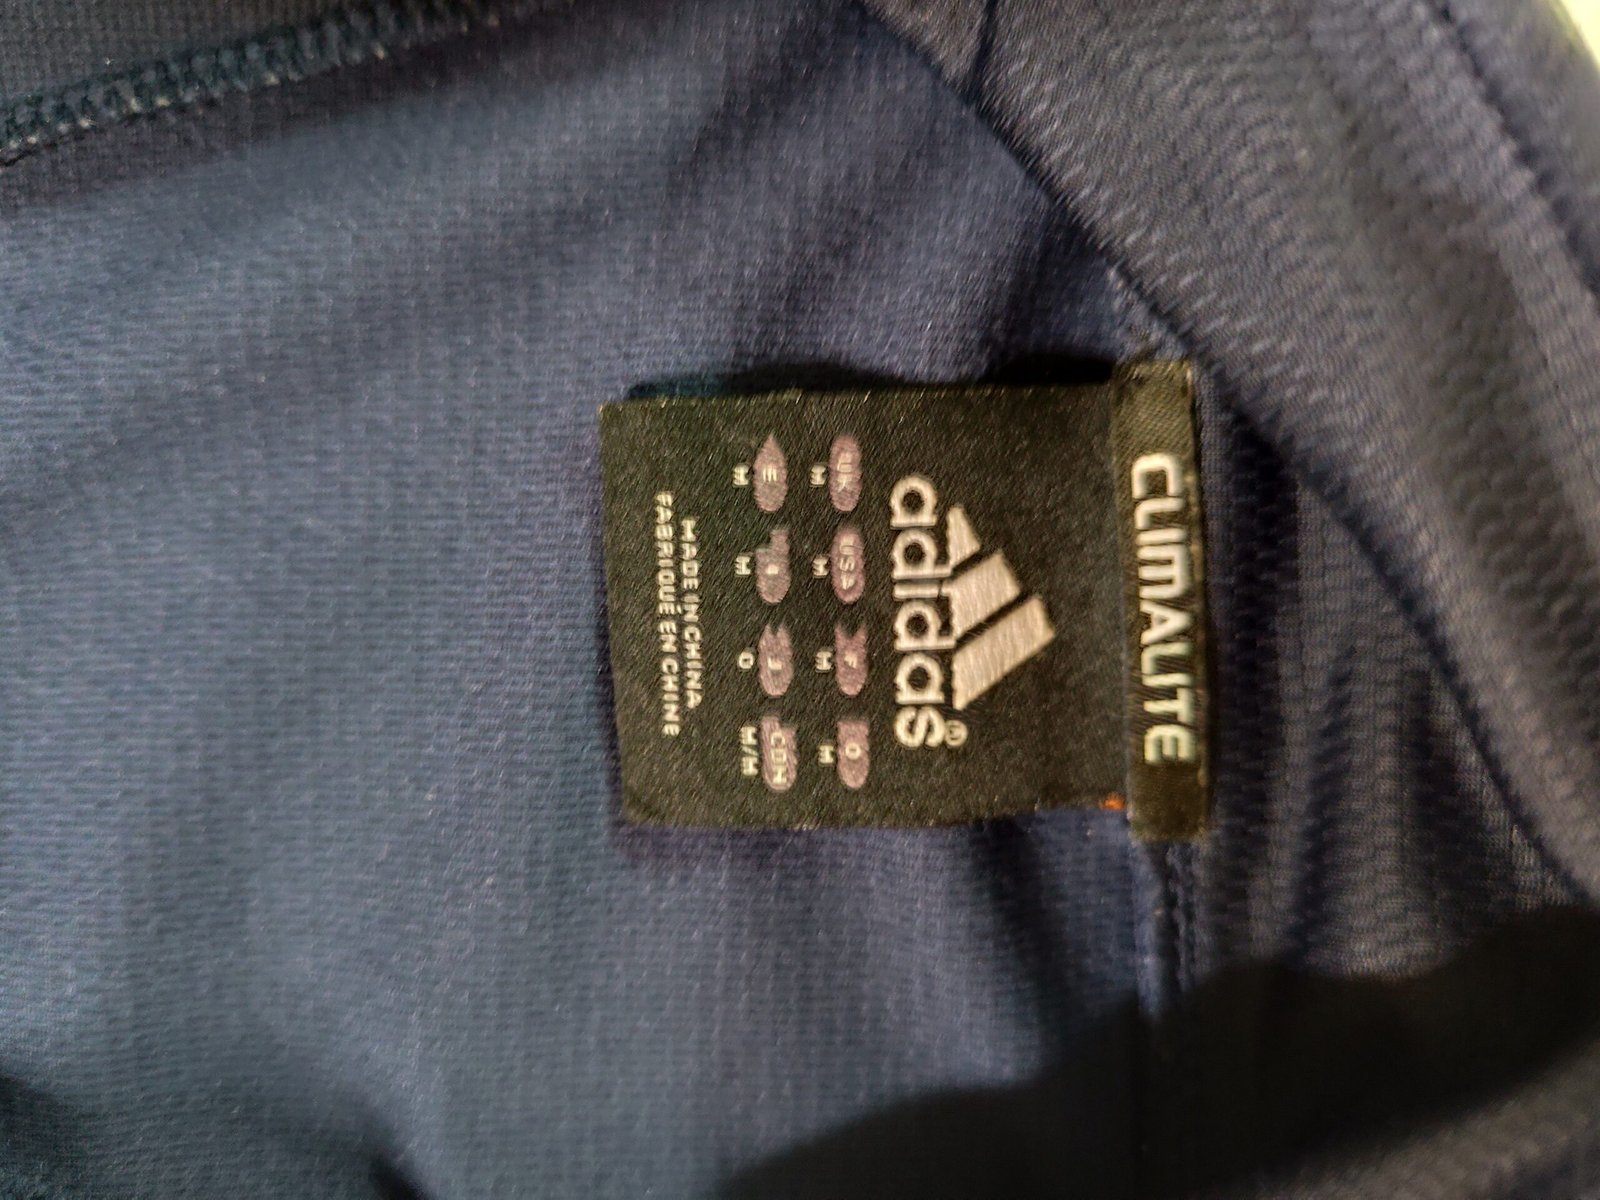 CLIMALITE
adidas®
UK USA F D
M M M M
E I J CDN
M M O M/M
MADE IN CHINA
FABRIQUÉ EN CHINE